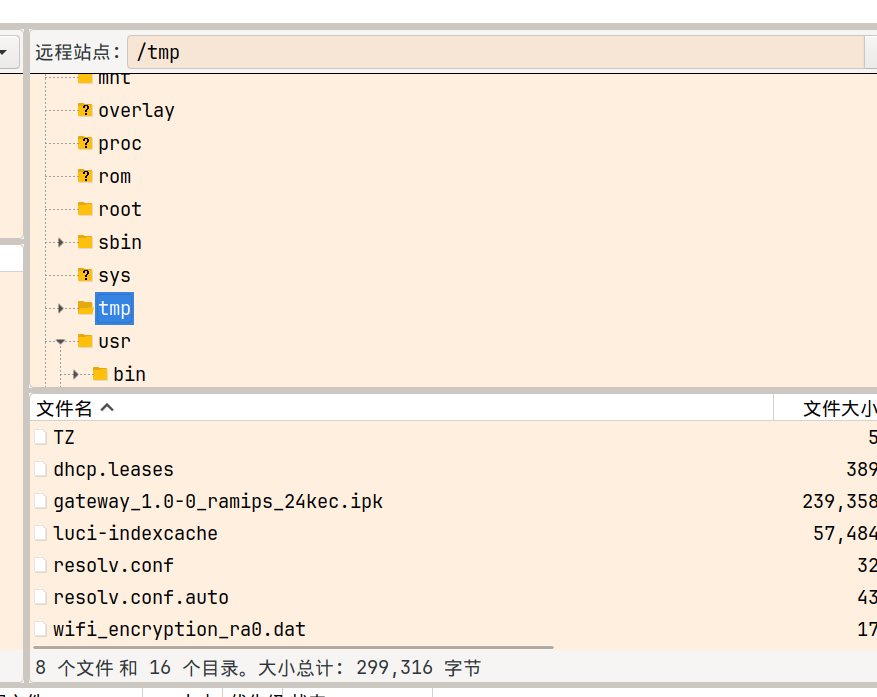 远程站点: /tmp
mnt
overlay
proc
rom
root
sbin
sys
tmp
usr
bin
文件名 文件大小
TZ 5
dhcp.leases 389
gateway_1.0-0_ramips_24kec.ipk 239,358
luci-indexcache 57,484
resolv.conf 32
resolv.conf.auto 43
wifi_encryption_ra0.dat 17
8 个文件 和 16 个目录。大小总计: 299,316 字节